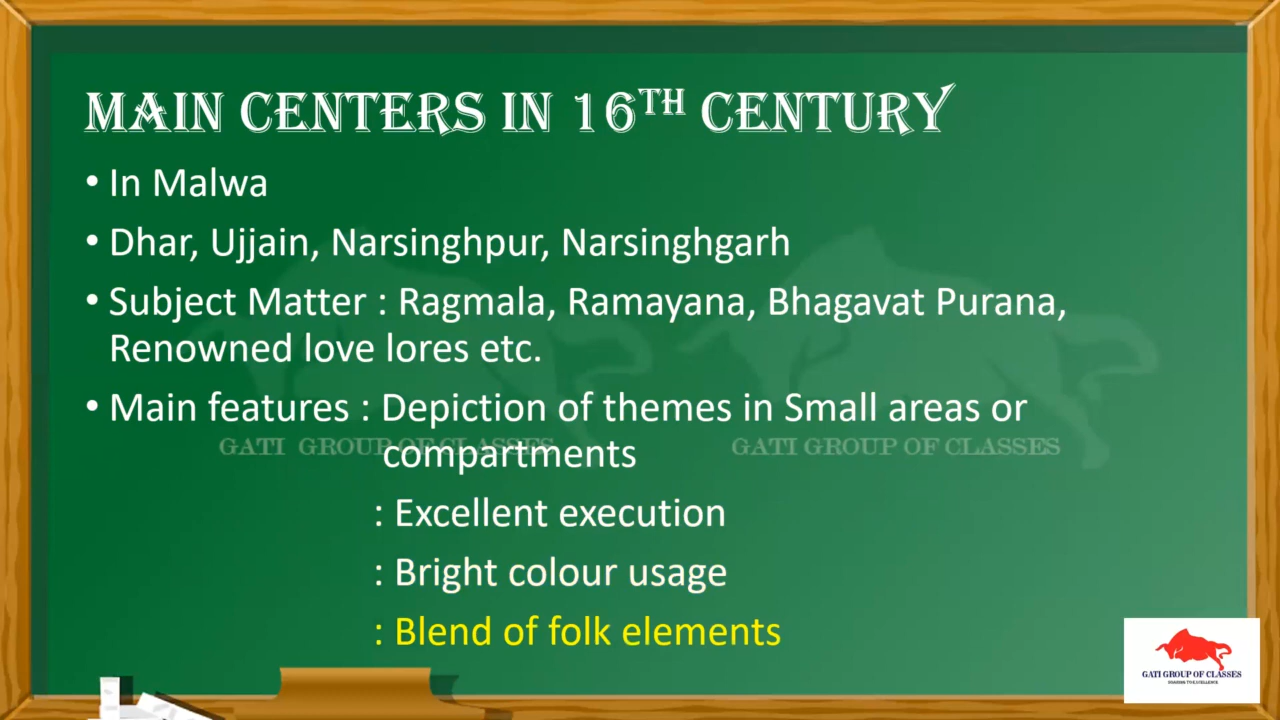 MAIN CENTERS IN 16TH CENTURY
• In Malwa
• Dhar, Ujjain, Narsinghpur, Narsinghgarh
• Subject Matter : Ragmala, Ramayana, Bhagavat Purana,
Renowned love lores etc.
• Main features : Depiction of themes in Small areas or
compartments
: Excellent execution
: Bright colour usage
: Blend of folk elements
GATI GROUP OF CLASSES
GATI GROUP OF CLASSES
GATI GROUP OF CLASSES